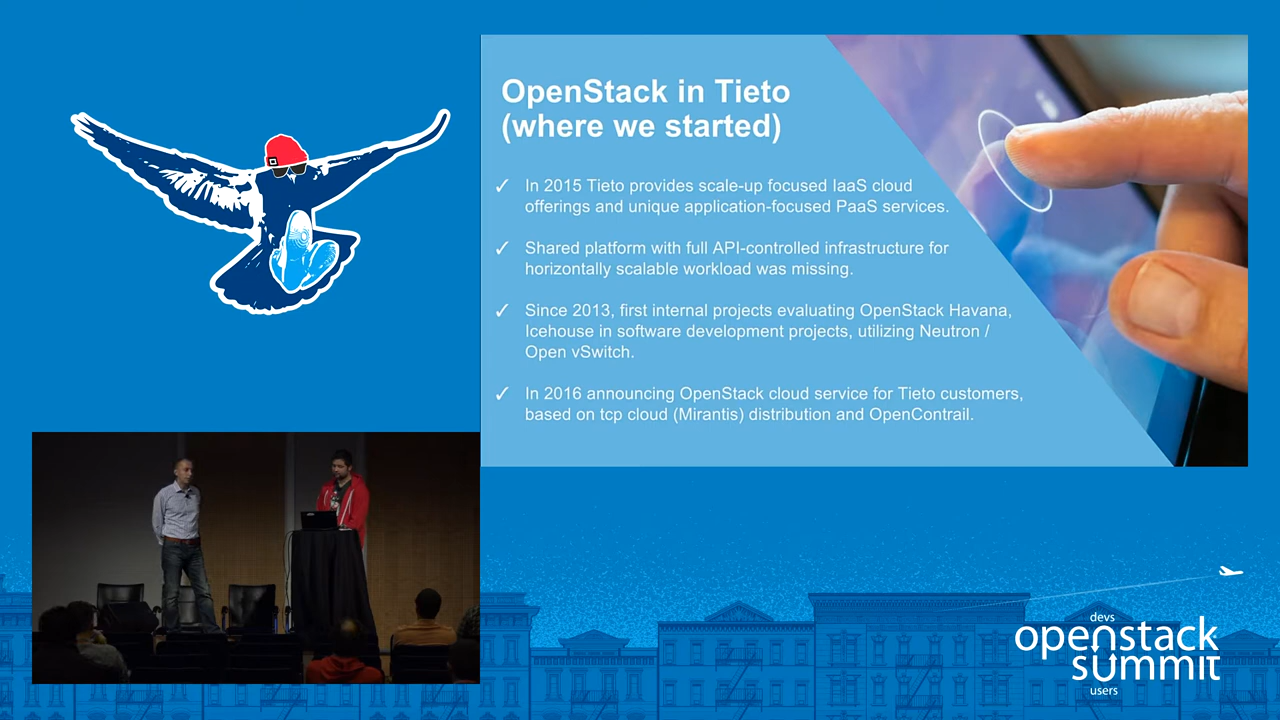 OpenStack in Tieto
(where we started)
✓ In 2015 Tieto provides scale-up focused IaaS cloud
offerings and unique application-focused PaaS services.
✓ Shared platform with full API-controlled infrastructure for
horizontally scalable workload was missing.
✓ Since 2013, first internal projects evaluating OpenStack Havana,
Icehouse in software development projects, utilizing Neutron /
Open vSwitch.
✓ In 2016 announcing OpenStack cloud service for Tieto customers,
based on tcp cloud (Mirantis) distribution and OpenContrail.
devs
openstack
summit
users